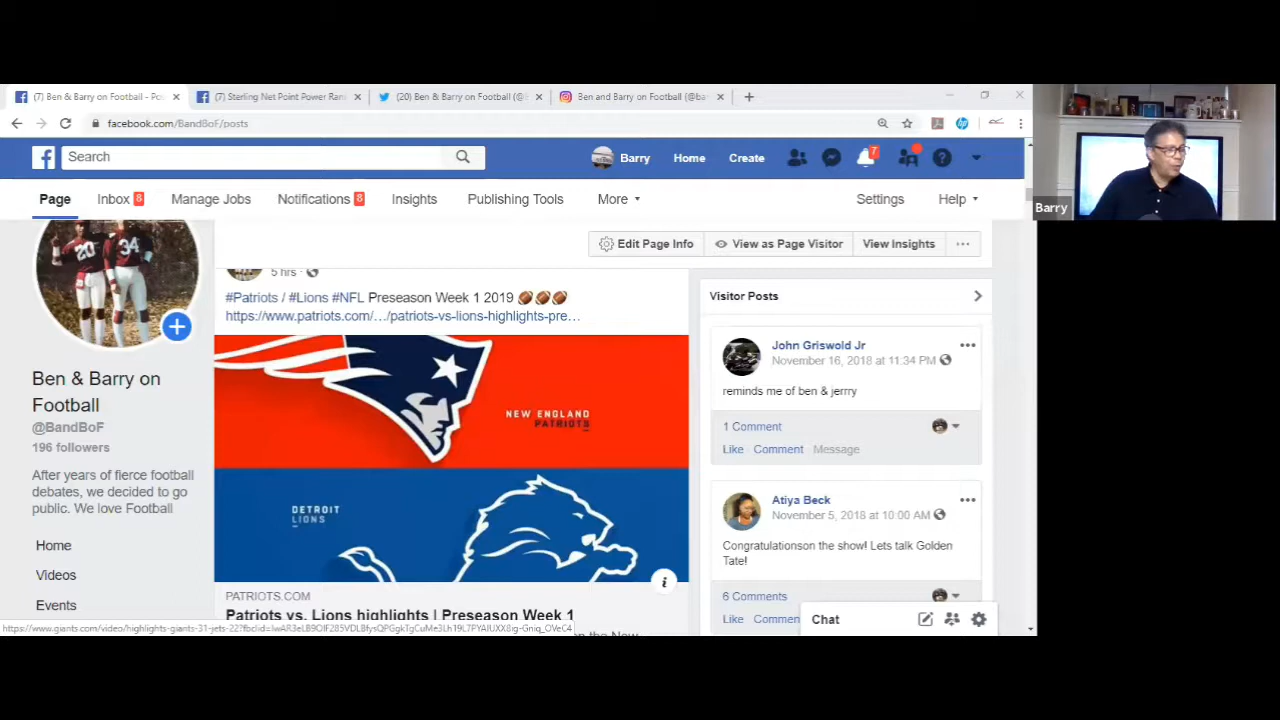 (7) Ben & Barry on Football - Po
(7) Sterling Net Point Power Ran
(20) Ben & Barry on Football (@
Ben and Barry on Football (@ba
facebook.com/BandBoF/posts
Search
Barry
Home
Create
7
Page
Inbox 8
Manage Jobs
Notifications 8
Insights
Publishing Tools
More
Settings
Help
Barry
20
34
Edit Page Info
View as Page Visitor
View Insights
5 hrs
#Patriots / #Lions #NFL Preseason Week 1 2019
https://www.patriots.com/…/patriots-vs-lions-highlights-pre…
NEW ENGLAND
PATRIOTS
DETROIT
LIONS
PATRIOTS.COM
Patriots vs. Lions highlights | Preseason Week 1
Ben & Barry on
Football
@BandBoF
196 followers
After years of fierce football
debates, we decided to go
public. We love Football
Home
Videos
Events
Visitor Posts
John Griswold Jr
November 16, 2018 at 11:34 PM
reminds me of ben & jerrry
1 Comment
Like Comment Message
Atiya Beck
November 5, 2018 at 10:00 AM
Congratulationson the show! Lets talk Golden
Tate!
6 Comments
Like Commen
Chat